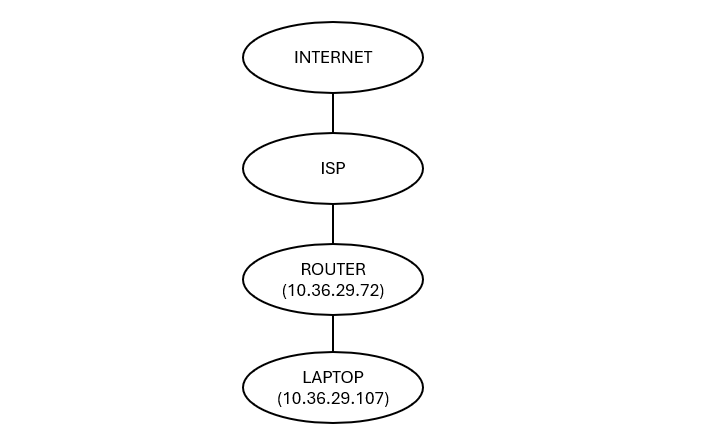 INTERNET
ISP
ROUTER
(10.36.29.72)
LAPTOP
(10.36.29.107)